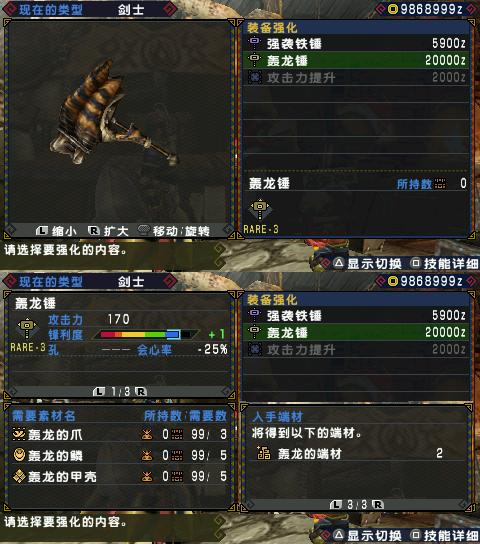 现在的类型 剑士 9868999z
装备强化
强袭铁锤 5900z
轰龙锤 20000z
攻击力提升 2000z
轰龙锤 所持数 0
RARE-3
L 缩小 R 扩大 移动/旋转
请选择要强化的内容。
△显示切换 □技能详细
现在的类型 剑士 9868999z
轰龙锤
攻击力 170
锋利度 +1
RARE-3 孔 --- 会心率 -25%
L 1/3 R
装备强化
强袭铁锤 5900z
轰龙锤 20000z
攻击力提升 2000z
需要素材名 所持数/需要数
轰龙的爪 0 99/ 3
轰龙的鳞 0 99/ 5
轰龙的甲壳 0 99/ 5
入手端材
将得到以下的端材。
轰龙的端材 2
L 3/3 R
请选择要强化的内容。
△显示切换 □技能详细